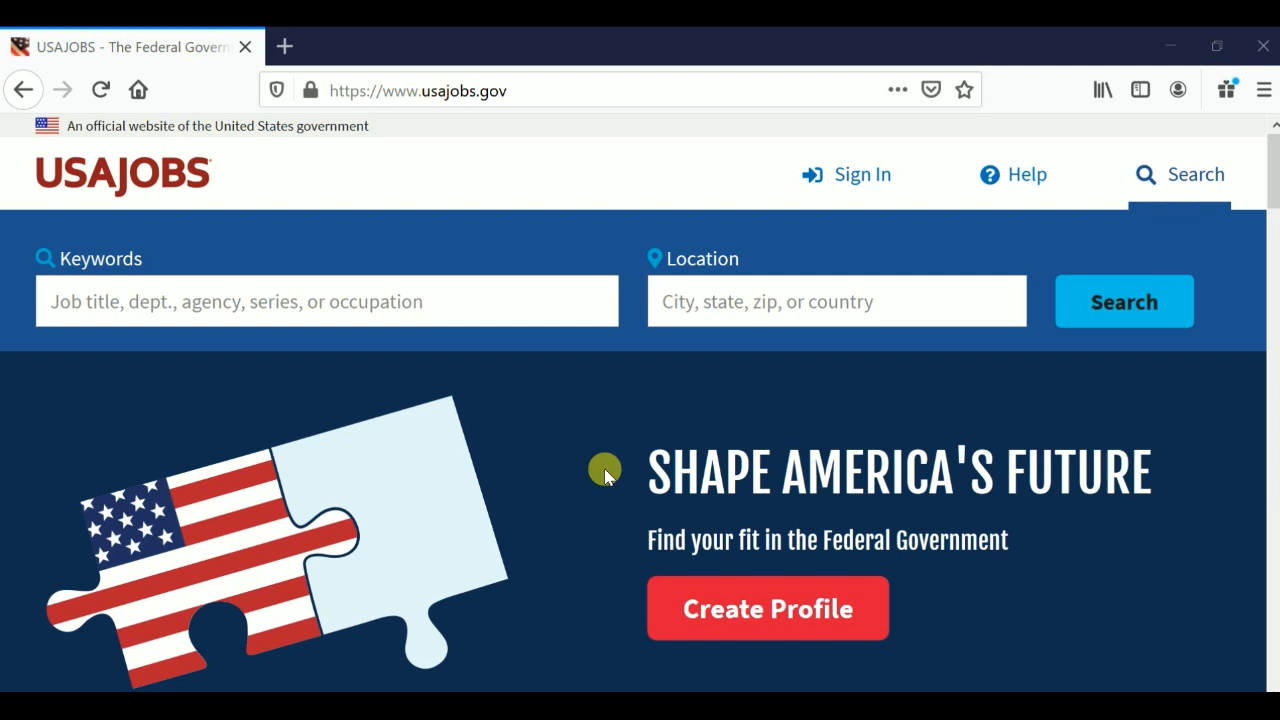 USAJOBS - The Federal Govern
https://www.usajobs.gov
An official website of the United States government
USAJOBS
Sign In
Help
Search
Keywords
Location
Job title, dept., agency, series, or occupation
City, state, zip, or country
Search
SHAPE AMERICA'S FUTURE
Find your fit in the Federal Government
Create Profile